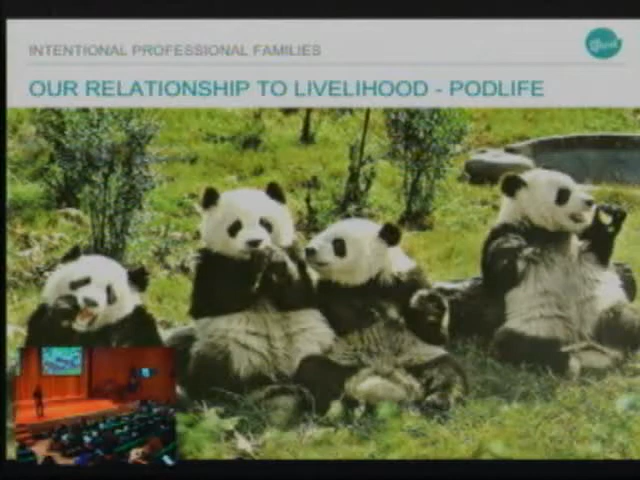 INTENTIONAL PROFESSIONAL FAMILIES
OUR RELATIONSHIP TO LIVELIHOOD - PODLIFE